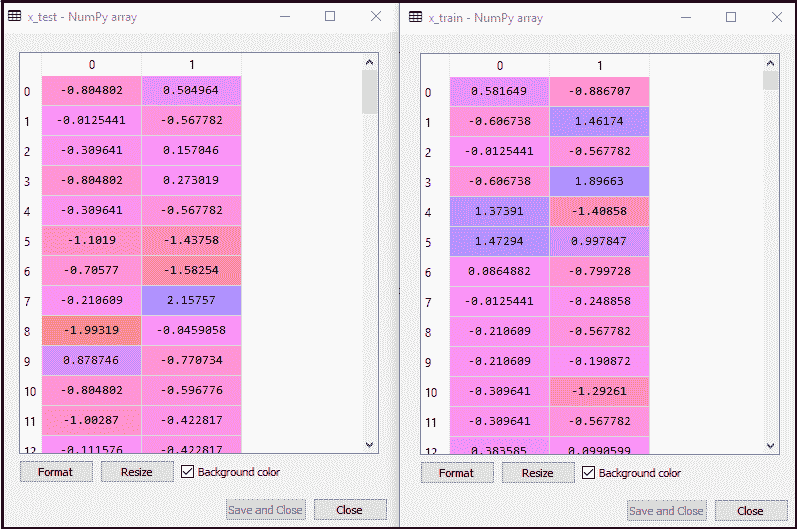 x_test - NumPy array
0 1
0 -0.804802 0.504964
1 -0.0125441 -0.567782
2 -0.309641 0.157046
3 -0.804802 0.273019
4 -0.309641 -0.567782
5 -1.1019 -1.43758
6 -0.70577 -1.58254
7 -0.210609 2.15757
8 -1.99319 -0.0459058
9 0.878746 -0.770734
10 -0.804802 -0.596776
11 -1.00287 -0.422817
12 -0.111576 -0.422817
Format Resize Background color
Save and Close Close
x_train - NumPy array
0 1
0 0.581649 -0.886707
1 -0.606738 1.46174
2 -0.0125441 -0.567782
3 -0.606738 1.89663
4 1.37391 -1.40858
5 1.47294 0.997847
6 0.0864882 -0.799728
7 -0.0125441 -0.248858
8 -0.210609 -0.567782
9 -0.210609 -0.190872
10 -0.309641 -1.29261
11 -0.309641 -0.567782
12 0.383585 0.0990599
Format Resize Background color
Save and Close Close